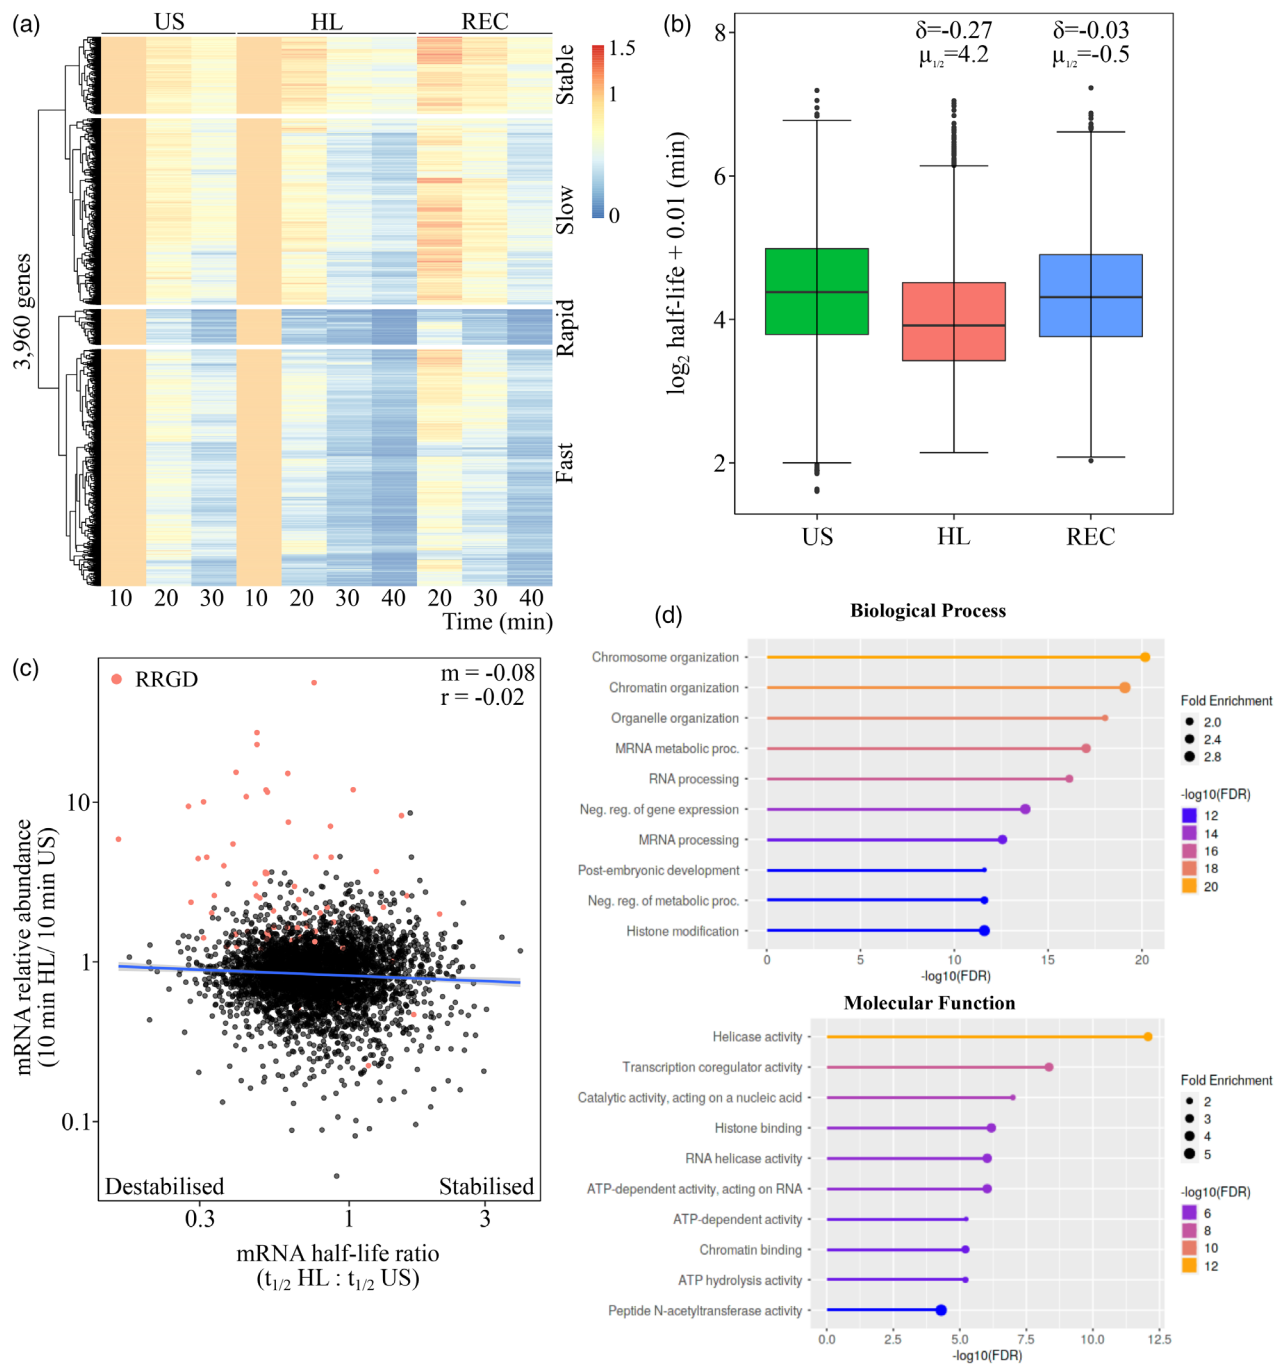 (a)
US HL REC
3,960 genes
Stable
Slow
Rapid
Fast
1.5
1
0
10 20 30 10 20 30 40 20 30 40
Time (min)
(b)
log2 half-life + 0.01 (min)
8
6
4
2
δ=-0.27
μ1/2=4.2
δ=-0.03
μ1/2=-0.5
US HL REC
(c)
RRGD
m = -0.08
r = -0.02
mRNA relative abundance
(10 min HL/ 10 min US)
10
1
0.1
Destabilised Stabilised
0.3 1 3
mRNA half-life ratio
(t1/2 HL : t1/2 US)
(d)
Biological Process
Chromosome organization
Chromatin organization
Organelle organization
MRNA metabolic proc.
RNA processing
Neg. reg. of gene expression
MRNA processing
Post-embryonic development
Neg. reg. of metabolic proc.
Histone modification
0 5 10 15 20
-log10(FDR)
Fold Enrichment
2.0
2.4
2.8
-log10(FDR)
12
14
16
18
20
Molecular Function
Helicase activity
Transcription coregulator activity
Catalytic activity, acting on a nucleic acid
Histone binding
RNA helicase activity
ATP-dependent activity, acting on RNA
ATP-dependent activity
Chromatin binding
ATP hydrolysis activity
Peptide N-acetyltransferase activity
0.0 2.5 5.0 7.5 10.0 12.5
-log10(FDR)
Fold Enrichment
2
3
4
5
-log10(FDR)
6
8
10
12